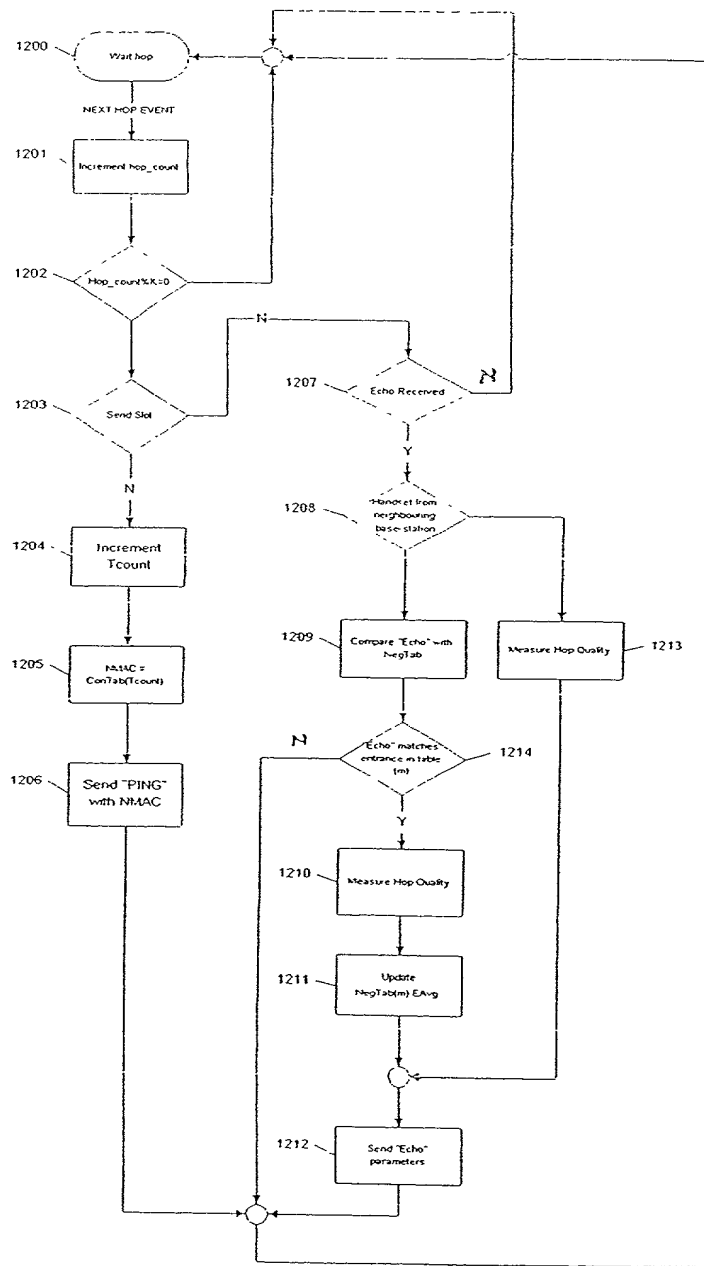 1200
Wait hop
NEXT HOP EVENT
1201
Increment hop_count
1202
Hop_count%K=0
N
1207
Echo Received
N
1203
Send Slot
Y
N
1208
Handset from
neighbouring
base-station
1204
Increment
Tcount
1209
Compare "Echo" with
NegTab
Measure Hop Quality
1213
1205
NMAC =
ConTab(Tcount)
N
"Echo" matches
entrance in table
(m)
1214
1206
Send "PING"
with NMAC
Y
1210
Measure Hop Quality
1211
Update
NegTab(m) EAvg
1212
Send "Echo"
parameters